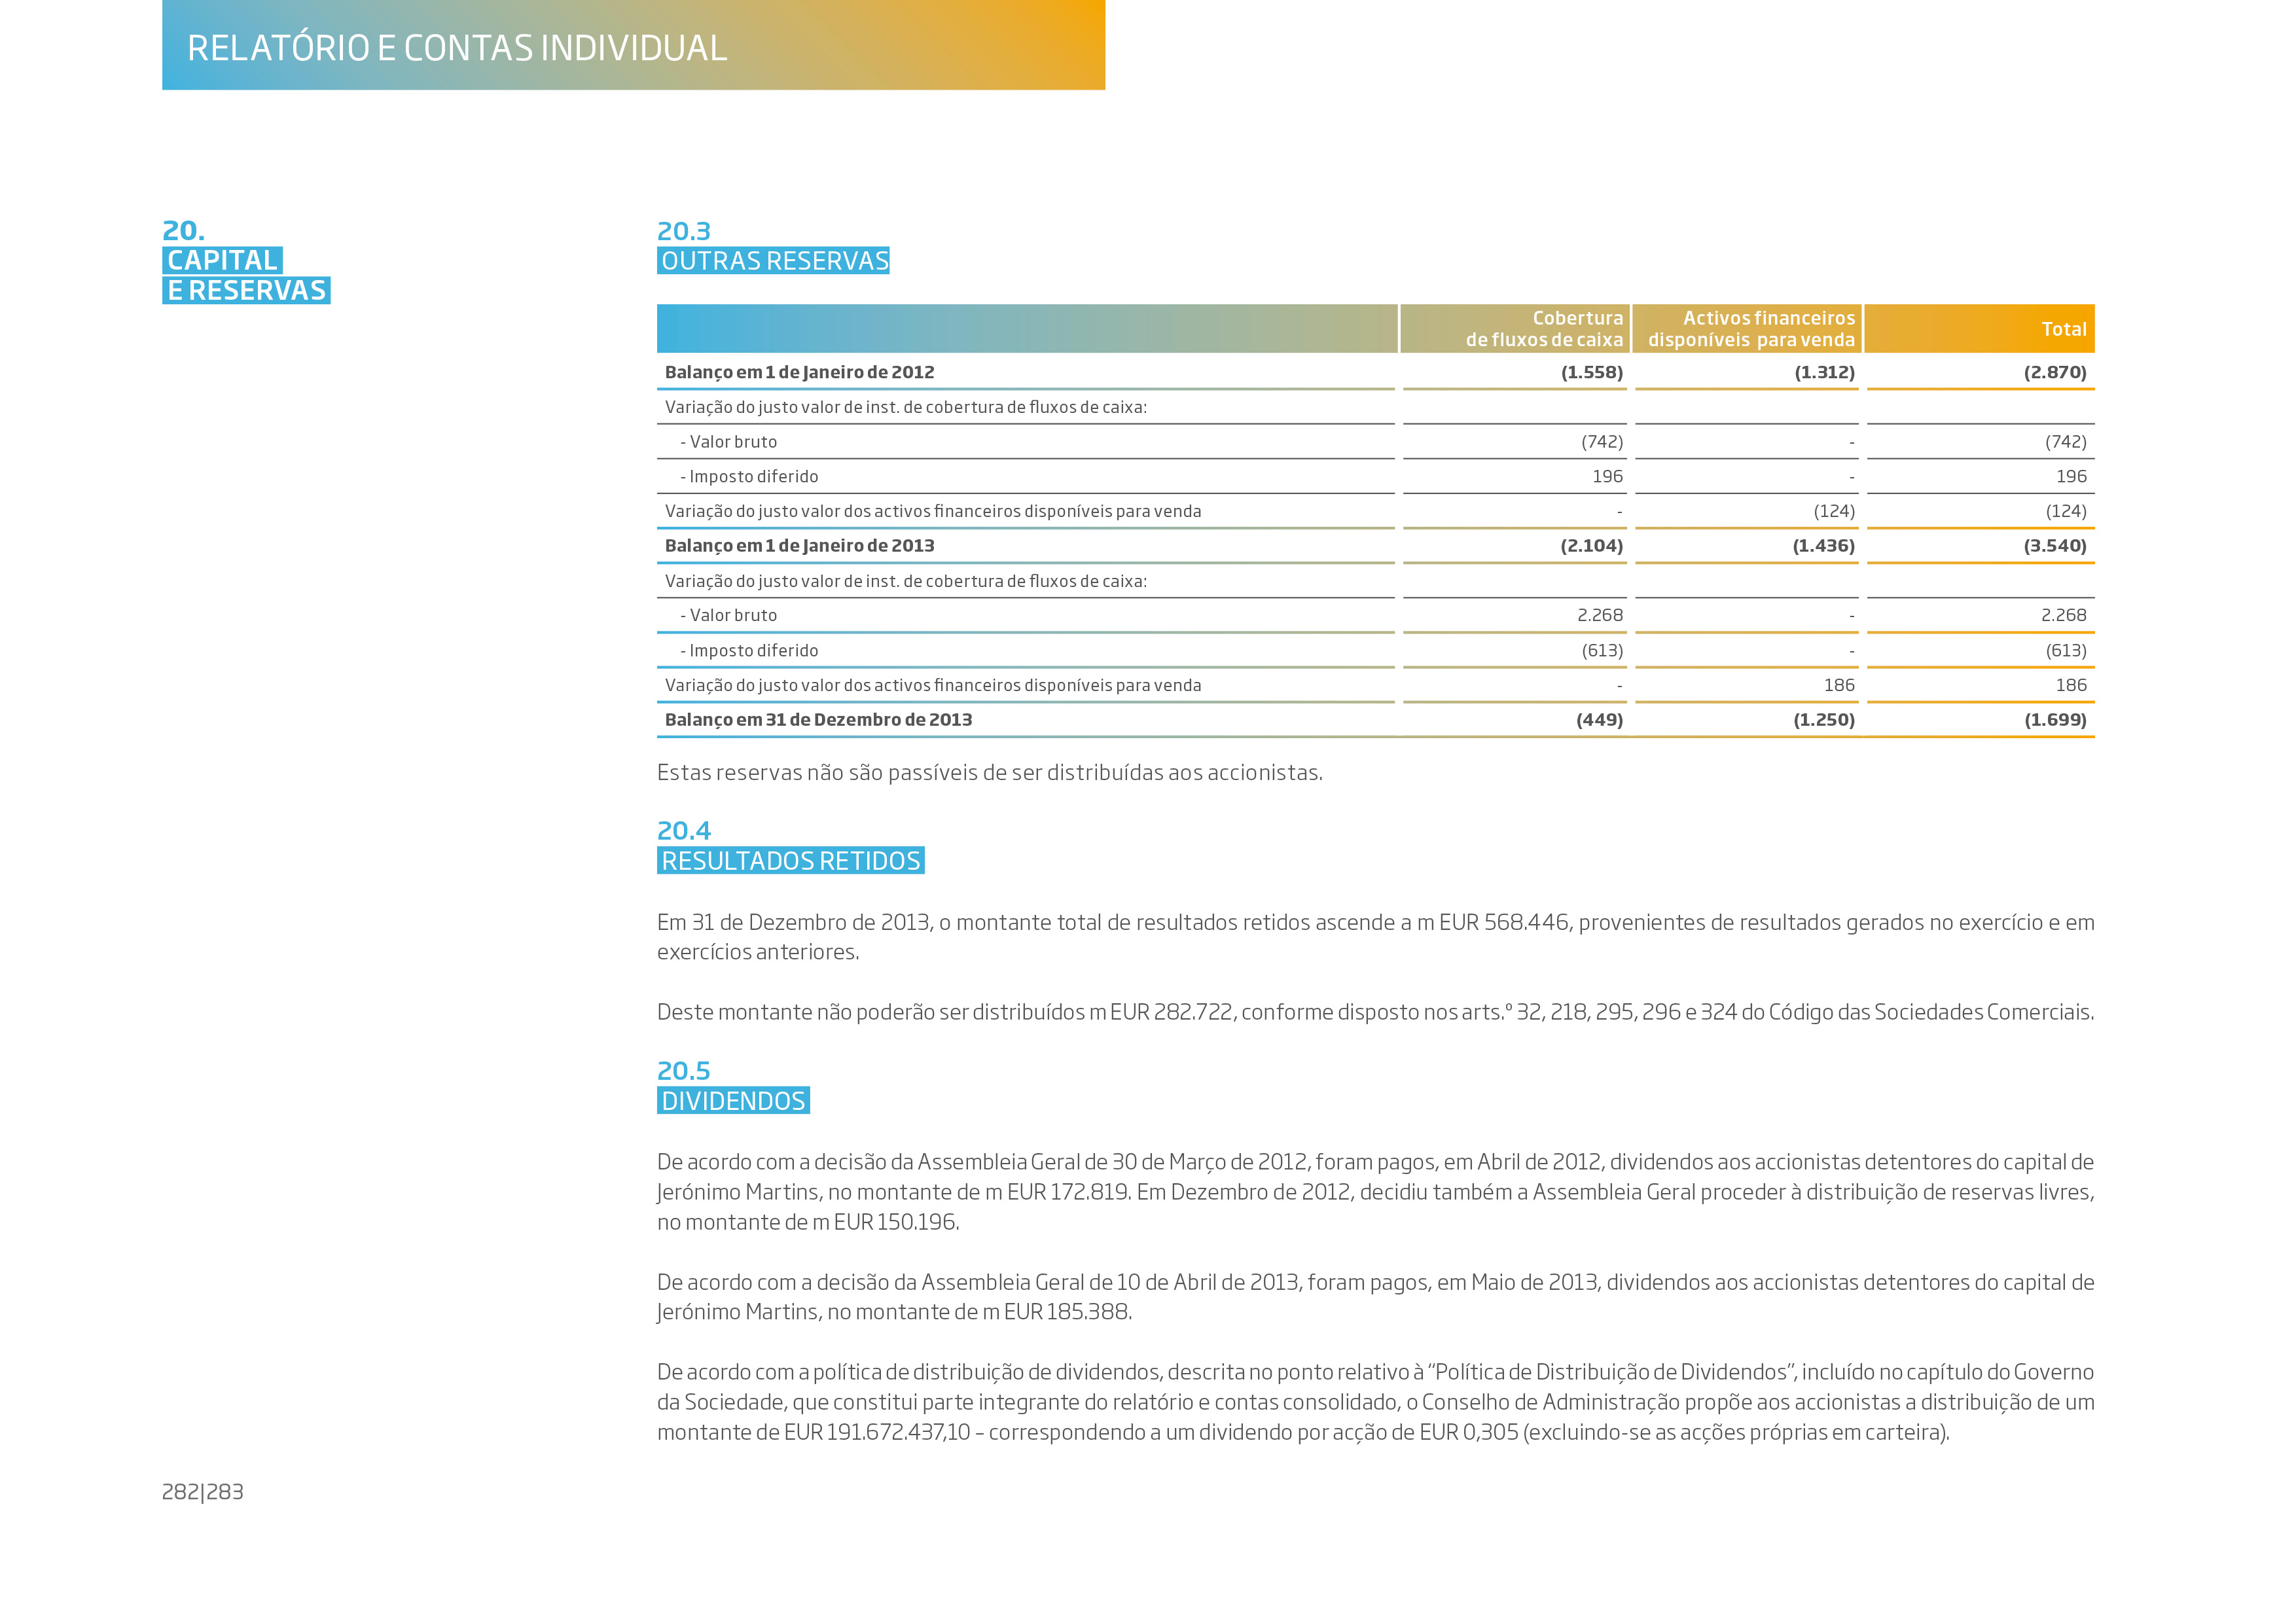 RELATÓRIO E CONTAS INDIVIDUAL
20.
CAPITAL
E RESERVAS
20.3
OUTRAS RESERVAS
Cobertura de fluxos de caixa Activos financeiros disponíveis para venda Total
Balanço em 1 de Janeiro de 2012 (1.558) (1.312) (2.870)
Variação do justo valor de inst. de cobertura de fluxos de caixa:
- Valor bruto (742) - (742)
- Imposto diferido 196 - 196
Variação do justo valor dos activos financeiros disponíveis para venda - (124) (124)
Balanço em 1 de Janeiro de 2013 (2.104) (1.436) (3.540)
Variação do justo valor de inst. de cobertura de fluxos de caixa:
- Valor bruto 2.268 - 2.268
- Imposto diferido (613) - (613)
Variação do justo valor dos activos financeiros disponíveis para venda - 186 186
Balanço em 31 de Dezembro de 2013 (449) (1.250) (1.699)
Estas reservas não são passíveis de ser distribuídas aos accionistas.
20.4
RESULTADOS RETIDOS
Em 31 de Dezembro de 2013, o montante total de resultados retidos ascende a m EUR 568.446, provenientes de resultados gerados no exercício e em
exercícios anteriores.
Deste montante não poderão ser distribuídos m EUR 282.722, conforme disposto nos arts.º 32, 218, 295, 296 e 324 do Código das Sociedades Comerciais.
20.5
DIVIDENDOS
De acordo com a decisão da Assembleia Geral de 30 de Março de 2012, foram pagos, em Abril de 2012, dividendos aos accionistas detentores do capital de
Jerónimo Martins, no montante de m EUR 172.819. Em Dezembro de 2012, decidiu também a Assembleia Geral proceder à distribuição de reservas livres,
no montante de m EUR 150.196.
De acordo com a decisão da Assembleia Geral de 10 de Abril de 2013, foram pagos, em Maio de 2013, dividendos aos accionistas detentores do capital de
Jerónimo Martins, no montante de m EUR 185.388.
De acordo com a política de distribuição de dividendos, descrita no ponto relativo à “Política de Distribuição de Dividendos”, incluído no capítulo do Governo
da Sociedade, que constitui parte integrante do relatório e contas consolidado, o Conselho de Administração propõe aos accionistas a distribuição de um
montante de EUR 191.672.437,10 – correspondendo a um dividendo por acção de EUR 0,305 (excluindo-se as acções próprias em carteira).
282|283